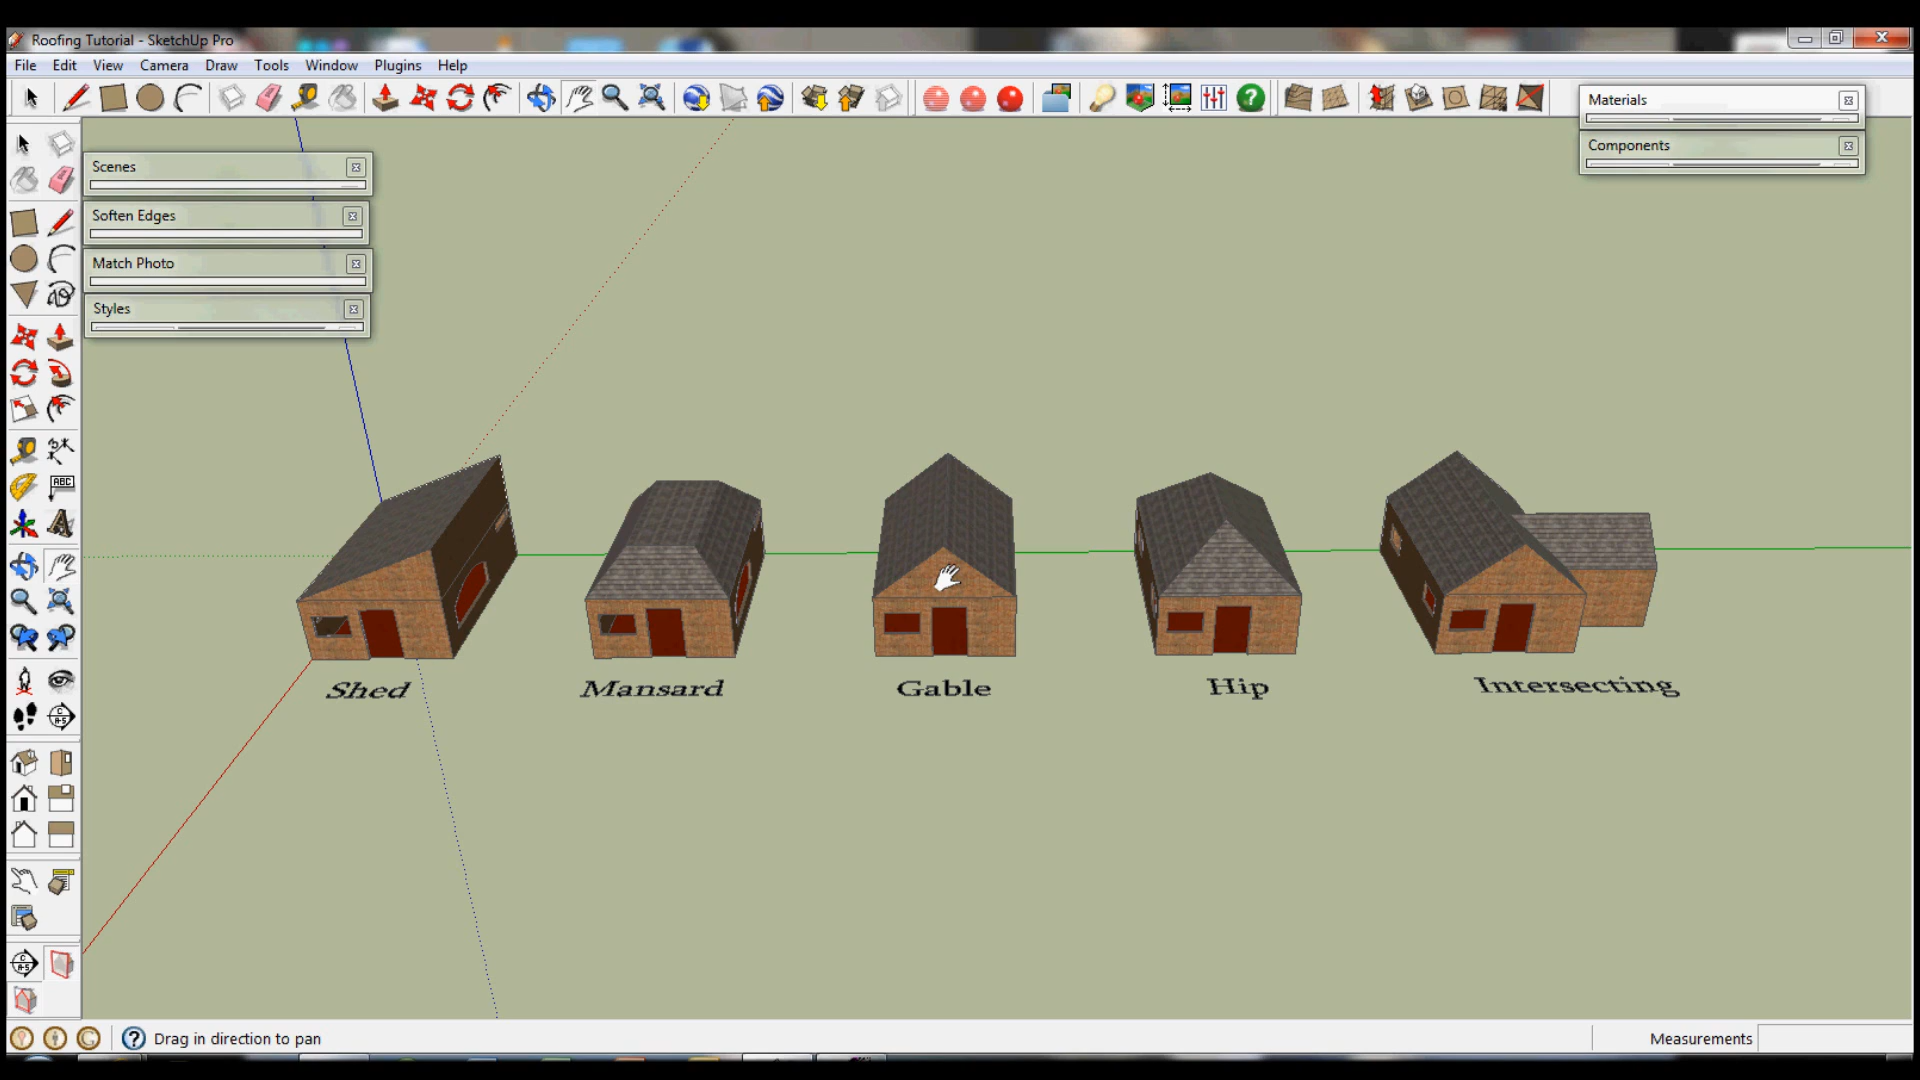 Roofing Tutorial - SketchUp Pro
File Edit View Camera Draw Tools Window Plugins Help
Materials
Components
Scenes
Soften Edges
Match Photo
Styles
ABC
Shed Mansard Gable Hip Intersecting
Drag in direction to pan
Measurements